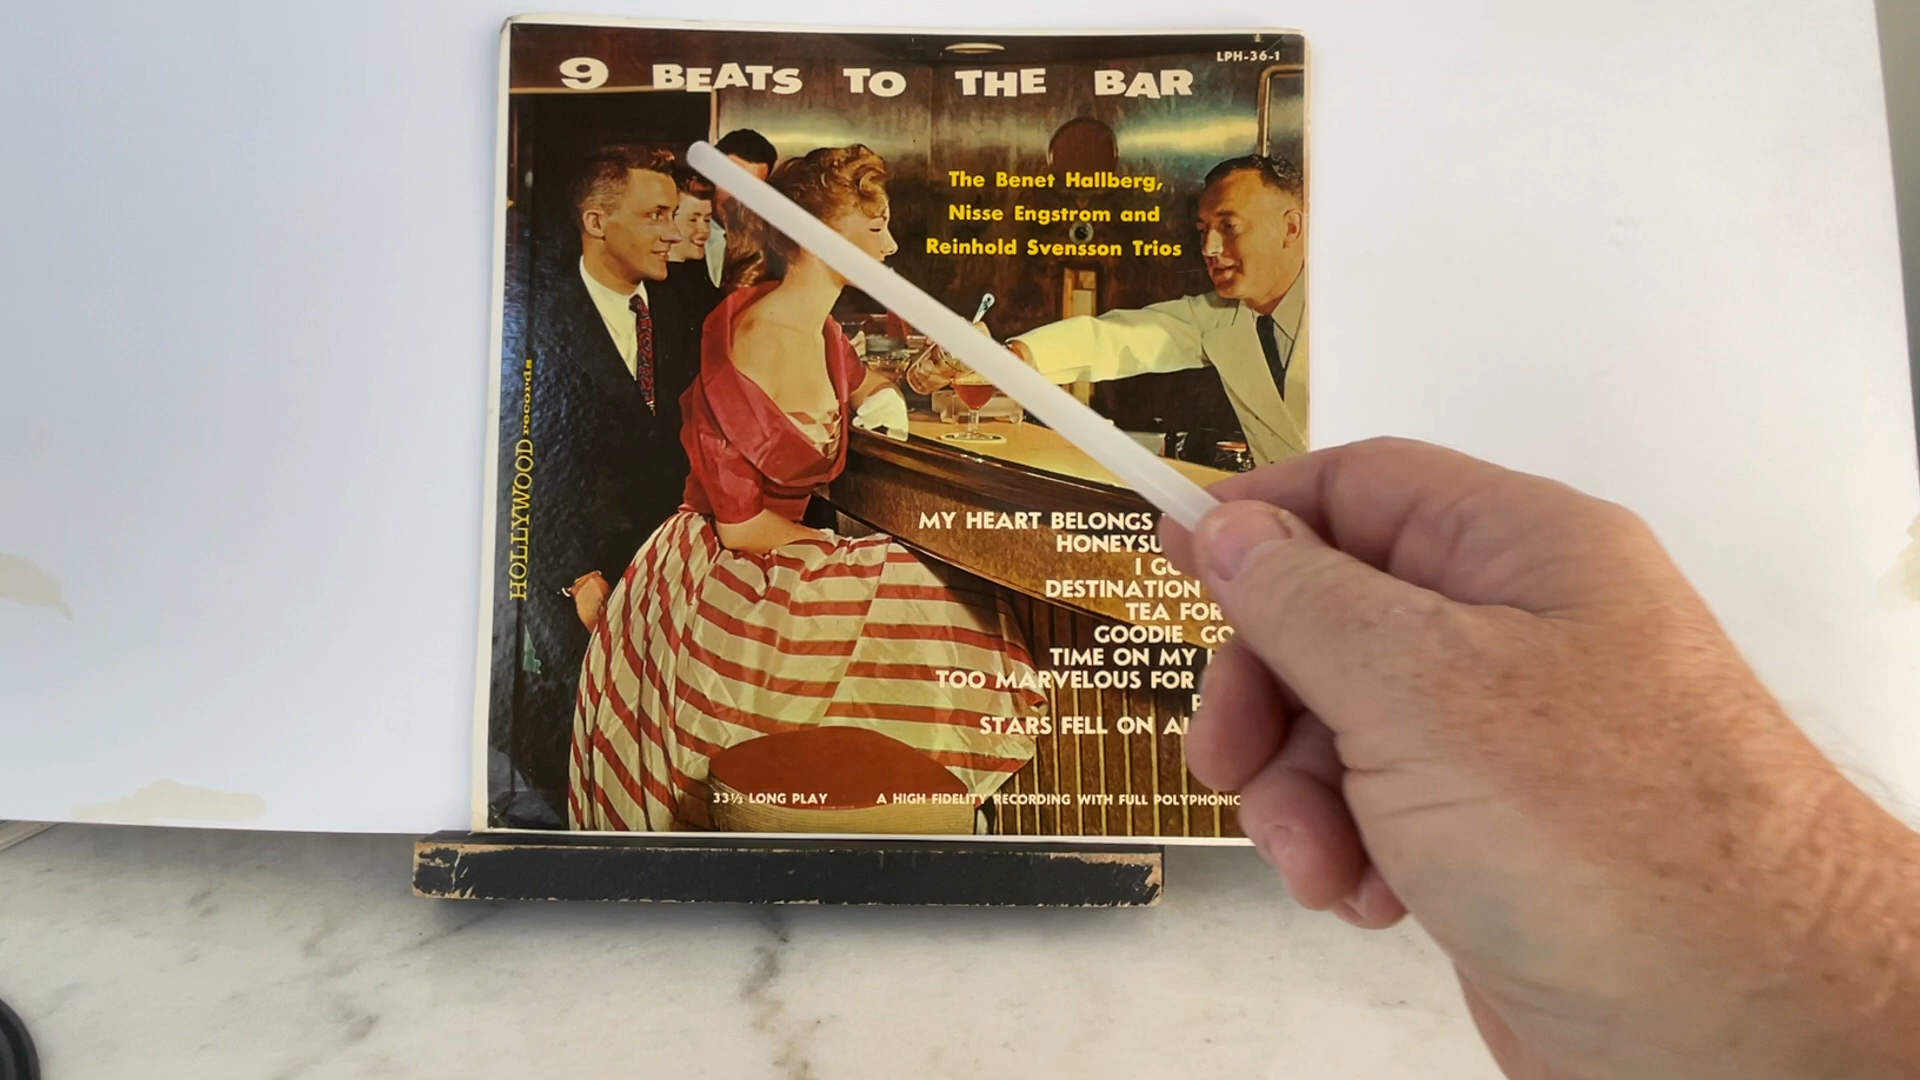 LPH-36-1
9 BEATS TO THE BAR
The Benet Hallberg,
Nisse Engstrom and
Reinhold Svensson Trios
HOLLYWOOD records
MY HEART BELONGS
HONEYSU
I GO
DESTINATION
TEA FOR
GOODIE GO
TIME ON MY
TOO MARVELOUS FOR
STARS FELL ON
33⅓ LONG PLAY A HIGH FIDELITY RECORDING WITH FULL POLYPHONIC